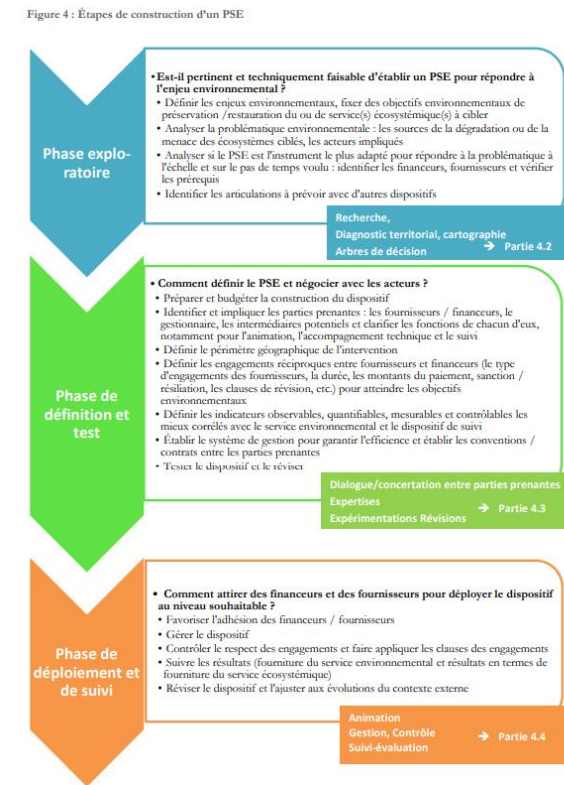 Figure 4 : Étapes de construction d'un PSE
Phase explo-
ratoire
• Est-il pertinent et techniquement faisable d'établir un PSE pour répondre à
l'enjeu environnemental ?
• Définir les enjeux environnementaux, fixer des objectifs environnementaux de
préservation /restauration du ou de service(s) écosystémique(s) à cibler
• Analyser la problématique environnementale : les sources de la dégradation ou de la
menace des écosystèmes ciblés, les acteurs impliqués
• Analyser si le PSE est l'instrument le plus adapté pour répondre à la problématique à
l'échelle et sur le pas de temps voulu : identifier les financeurs, fournisseurs et vérifier
les prérequis
• Identifier les articulations à prévoir avec d'autres dispositifs
Recherche,
Diagnostic territorial, cartographie
Arbres de décision → Partie 4.2
Phase de
définition et
test
• Comment définir le PSE et négocier avec les acteurs ?
• Préparer et budgéter la construction du dispositif
• Identifier et impliquer les parties prenantes : les fournisseurs / financeurs, le
gestionnaire, les intermédiaires potentiels et clarifier les fonctions de chacun d'eux,
notamment pour l'animation, l'accompagnement technique et le suivi
• Définir le périmètre géographique de l'intervention
• Définir les engagements réciproques entre fournisseurs et financeurs (le type
d'engagements des fournisseurs, la durée, les montants du paiement, sanction /
résiliation, les clauses de révision, etc.) pour atteindre les objectifs
environnementaux
• Définir les indicateurs observables, quantifiables, mesurables et contrôlables les
mieux corrélés avec le service environnemental et le dispositif de suivi
• Établir le système de gestion pour garantir l'efficience et établir les conventions /
contrats entre les parties prenantes
• Tester le dispositif et le réviser
Dialogue/concertation entre parties prenantes
Expertises
Expérimentations Révisions → Partie 4.3
Phase de
déploiement et
de suivi
• Comment attirer des financeurs et des fournisseurs pour déployer le dispositif
au niveau souhaitable ?
• Favoriser l'adhésion des financeurs / fournisseurs
• Gérer le dispositif
• Contrôler le respect des engagements et faire appliquer les clauses des engagements
• Suivre les résultats (fourniture du service environnemental et résultats en termes de
fourniture du service écosystémique)
• Réviser le dispositif et l'ajuster aux évolutions du contexte externe
Animation
Gestion, Contrôle
Suivi-évaluation → Partie 4.4